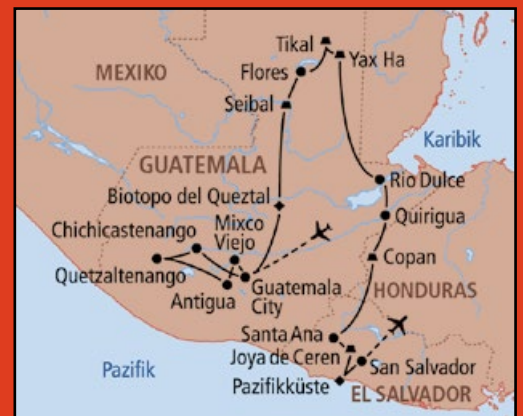 Tikal
MEXIKO
Yax Ha
Flores
Seibal
Karibik
GUATEMALA
Rio Dulce
Biotopo del Queztal
Mixco
Viejo
Quirigua
Chichicastenango
Copan
Quetzaltenango
Guatemala
City
Antigua
HONDURAS
Santa Ana
Joya de Ceren
San Salvador
Pazifik
Pazifikküste
EL SALVADOR